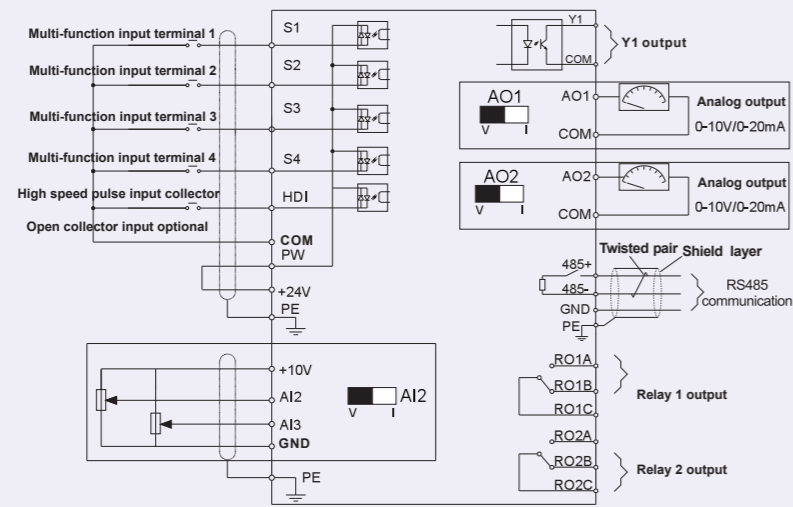 Multi-function input terminal 1
S1
Multi-function input terminal 2
S2
Multi-function input terminal 3
S3
Multi-function input terminal 4
S4
High speed pulse input collector
HDI
Open collector input optional
COM
PW
+24V
PE
+10V
AI2
AI3
GND
V I
AI2
PE
Y1
COM
Y1 output
AO1
V I
AO1
COM
Analog output
0-10V/0-20mA
AO2
V I
AO2
COM
Analog output
0-10V/0-20mA
Twisted pair
Shield layer
485+
485-
GND
PE
RS485
communication
RO1A
RO1B
RO1C
Relay 1 output
RO2A
RO2B
RO2C
Relay 2 output